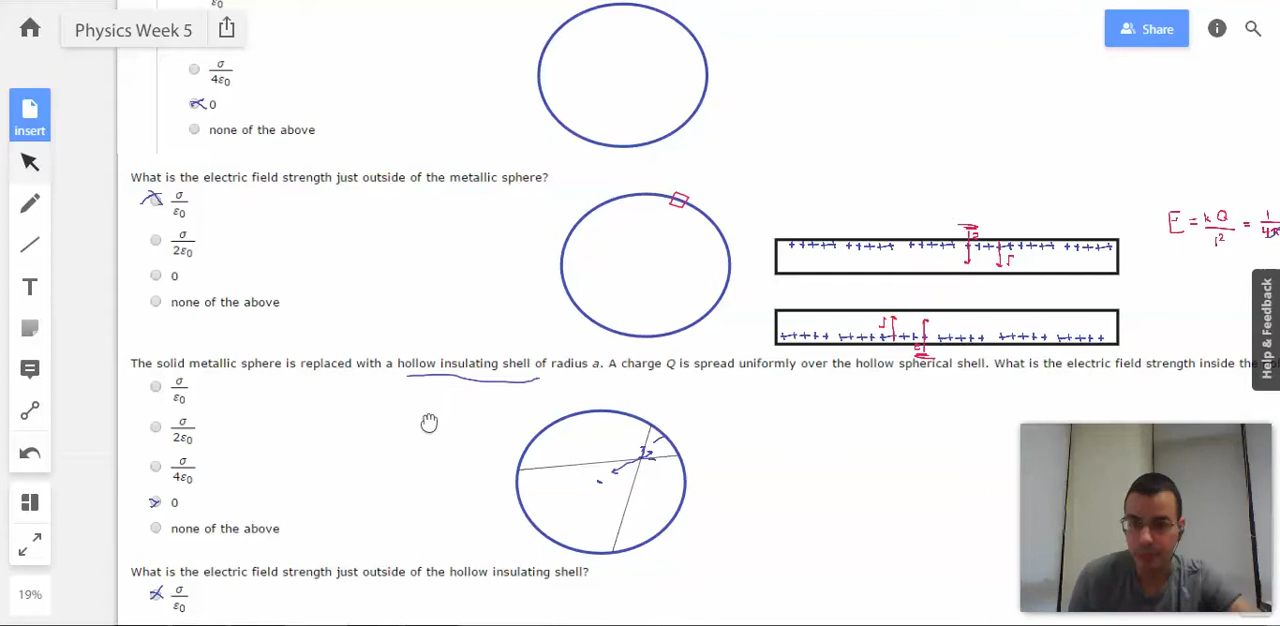 Physics Week 5
Share
insert
ε₀
σ
4ε₀
0
none of the above
What is the electric field strength just outside of the metallic sphere?
σ
ε₀
σ
2ε₀
0
none of the above
E = kQ = 1
r² 4π
The solid metallic sphere is replaced with a hollow insulating shell of radius a. A charge Q is spread uniformly over the hollow spherical shell. What is the electric field strength inside the
σ
ε₀
σ
2ε₀
σ
4ε₀
0
none of the above
What is the electric field strength just outside of the hollow insulating shell?
σ
ε₀
T
19%
Help & Feedback